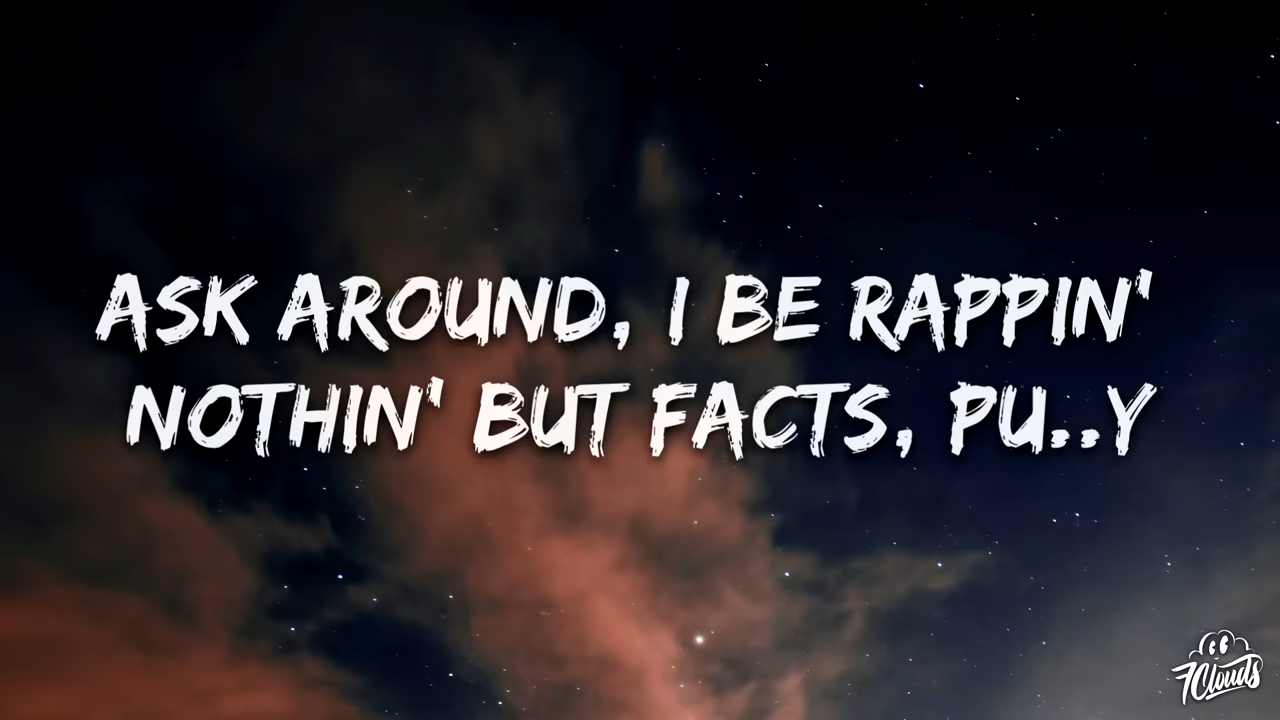 ASK AROUND, I BE RAPPIN'
NOTHIN' BUT FACTS, PU..Y
7Clouds